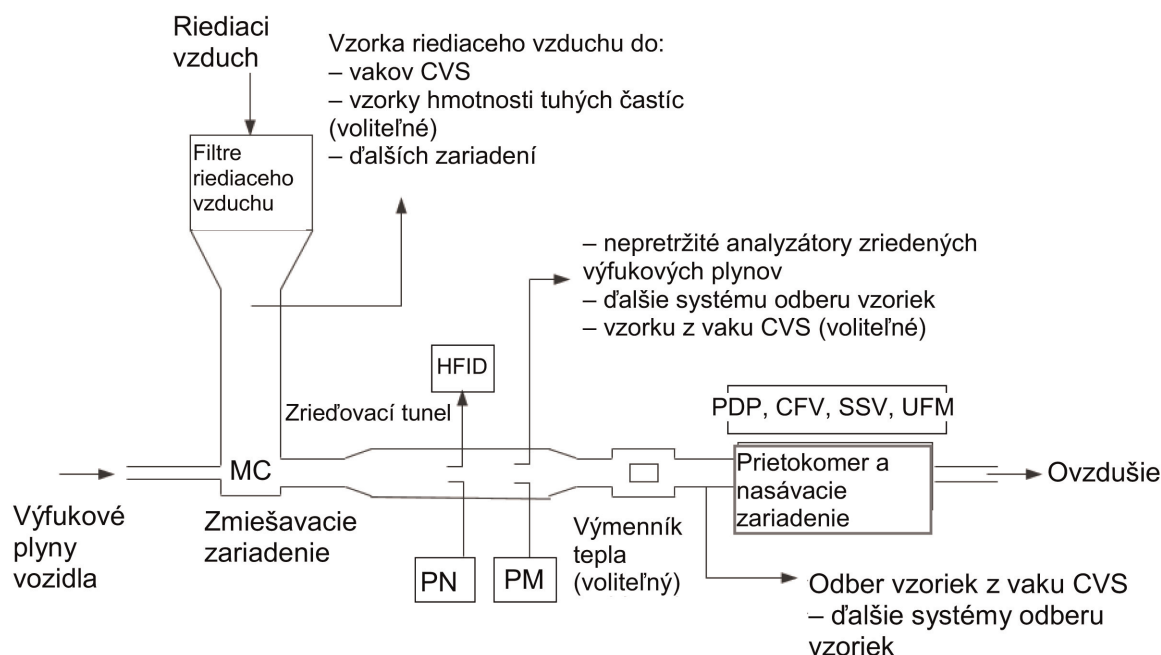 Riediaci
vzduch
Vzorka riediaceho vzduchu do:
– vakov CVS
– vzorky hmotnosti tuhých častíc
(voliteľné)
– ďalších zariadení
Filtre
riediaceho
vzduchu
– nepretržité analyzátory zriedených
výfukových plynov
– ďalšie systému odberu vzoriek
– vzorku z vaku CVS (voliteľné)
HFID
Zrieďovací tunel
PDP, CFV, SSV, UFM
MC
Prietokomer a
nasávacie
zariadenie
Ovzdušie
Výfukové
plyny
vozidla
Zmiešavacie
zariadenie
PN
PM
Výmenník
tepla
(voliteľný)
Odber vzoriek z vaku CVS
– ďalšie systémy odberu
vzoriek